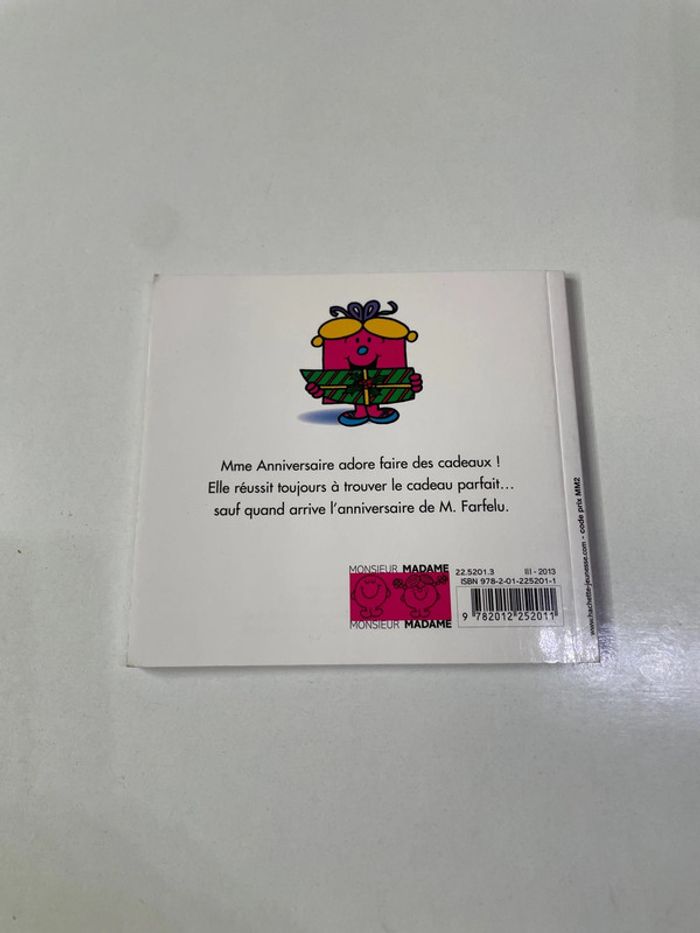 Mme Anniversaire adore faire des cadeaux !
Elle réussit toujours à trouver le cadeau parfait…
sauf quand arrive l’anniversaire de M. Farfelu.
MONSIEUR MADAME
MONSIEUR MADAME
22.5201.3 III - 2013
ISBN 978-2-01-225201-1
9 782012 252011
www.hachette-jeunesse.com - code prix MM2